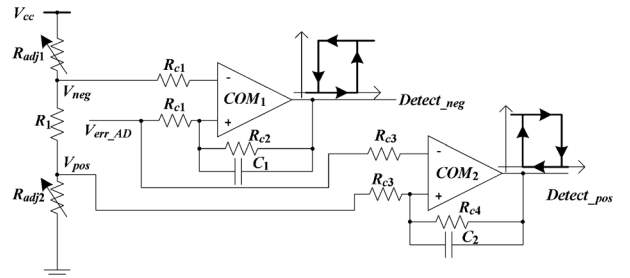 Vcc
Radj1
Vneg
Rc1
-
COM1
Detect_neg
Rc1
+
R1
Verr_AD
Rc2
C1
Rc3
-
COM2
Vpos
Rc3
+
Radj2
Rc4
C2
Detect_pos